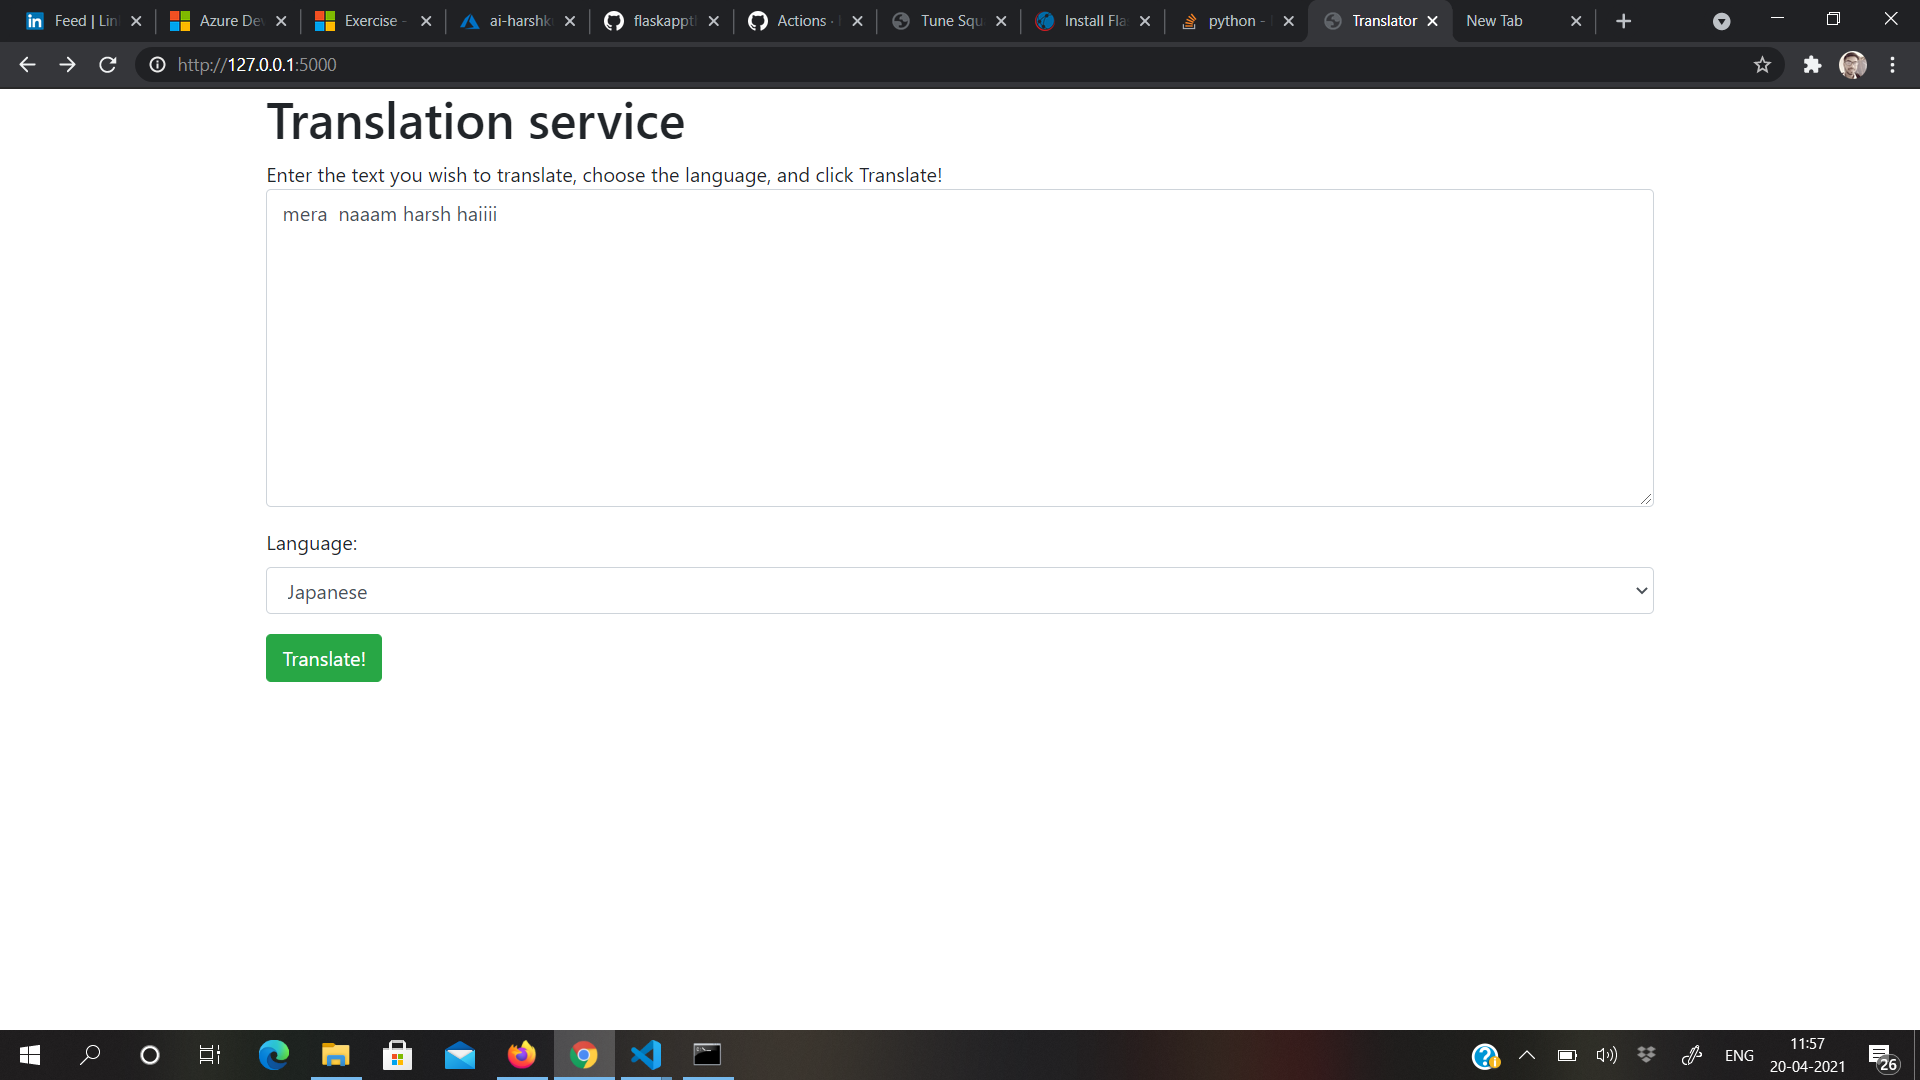 Feed | Lin
Azure De
Exercise -
ai-harshk
flaskappt
Actions ·
Tune Squ
Install Fla
python -
Translator
New Tab
http://127.0.0.1:5000
Translation service
Enter the text you wish to translate, choose the language, and click Translate!
mera  naaam harsh haiiii
Language:
Japanese
Translate!
ENG
11:57
20-04-2021
26